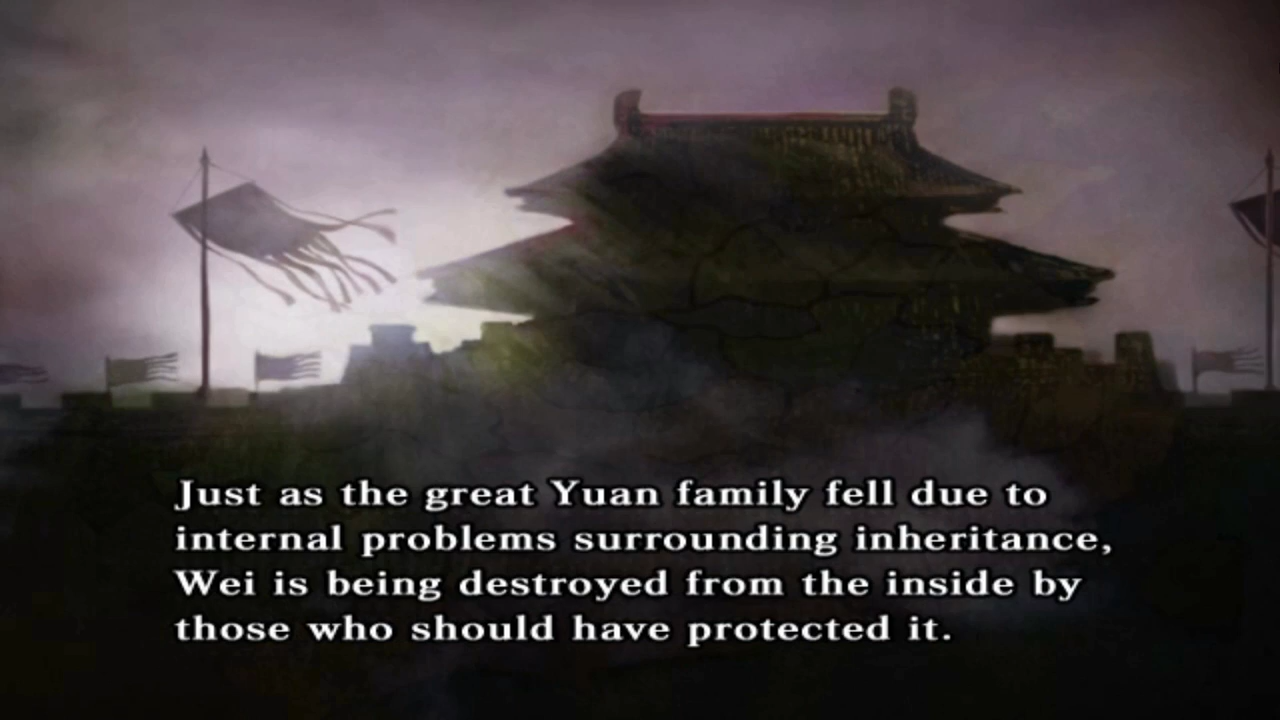 Just as the great Yuan family fell due to
internal problems surrounding inheritance,
Wei is being destroyed from the inside by
those who should have protected it.